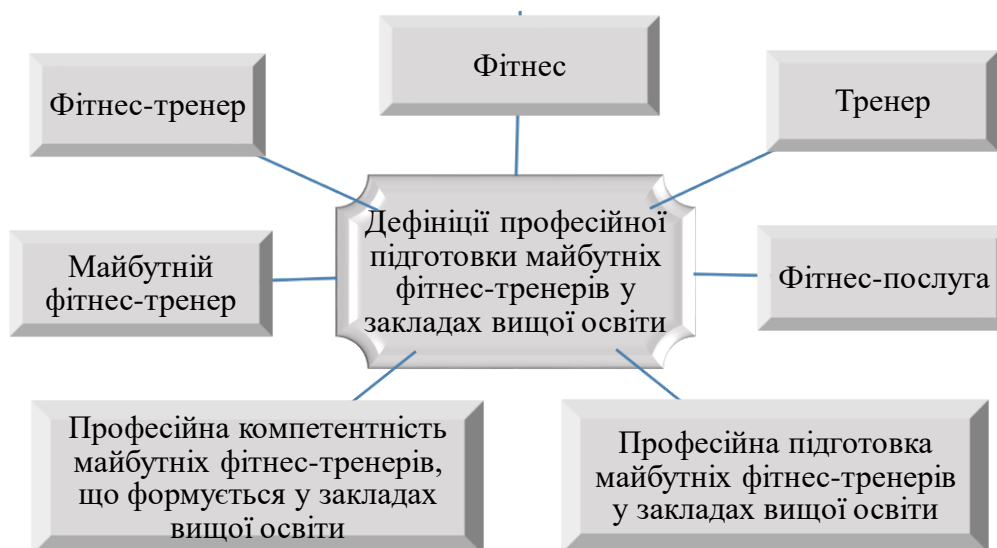 Фітнес
Фітнес-тренер
Тренер
Дефініції професійної
підготовки майбутніх
фітнес-тренерів у
закладах вищої освіти
Майбутній
фітнес-тренер
Фітнес-послуга
Професійна компетентність
майбутніх фітнес-тренерів,
що формується у закладах
вищої освіти
Професійна підготовка
майбутніх фітнес-тренерів
у закладах вищої освіти